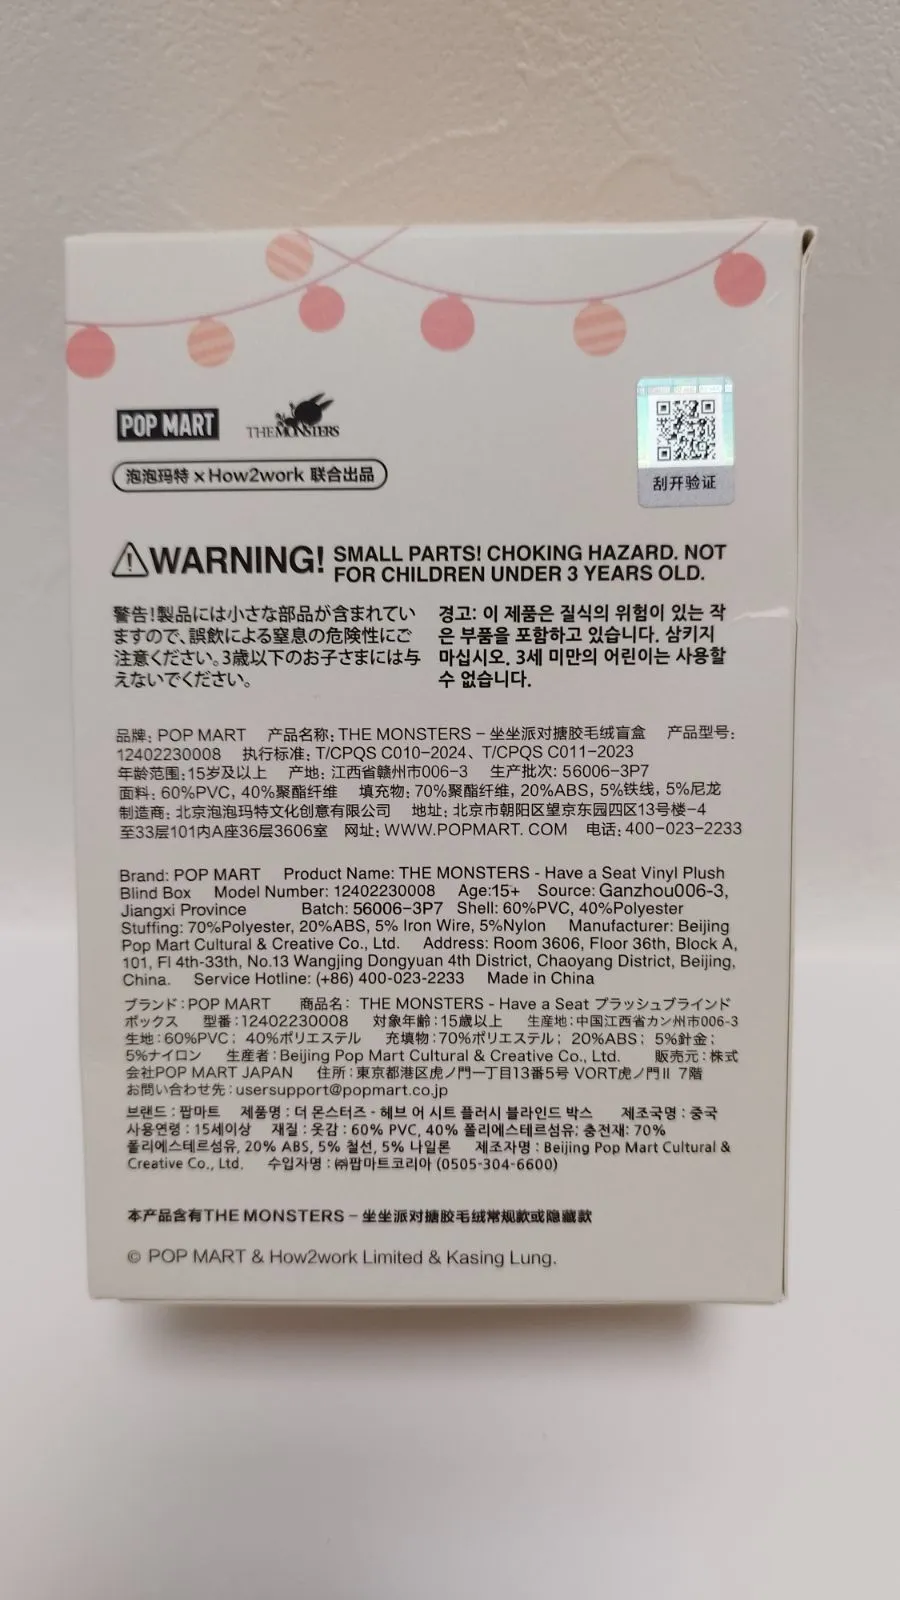 POP MART THE MONSTERS
泡泡玛特 × How2work 联合出品
刮开验证
WARNING! SMALL PARTS! CHOKING HAZARD. NOT
FOR CHILDREN UNDER 3 YEARS OLD.
警告!製品には小さな部品が含まれてい
ますので、誤飲による窒息の危険性にご
注意ください。3歳以下のお子さまには与
えないでください。
경고: 이 제품은 질식의 위험이 있는 작
은 부품을 포함하고 있습니다. 삼키지
마십시오. 3세 미만의 어린이는 사용할
수 없습니다.
品牌: POP MART 产品名称: THE MONSTERS – 坐坐派对搪胶毛绒盲盒 产品型号:
12402230008 执行标准: T/CPQS C010-2024、T/CPQS C011-2023
年龄范围: 15岁及以上 产地: 江西省赣州市006-3 生产批次: 56006-3P7
面料: 60%PVC, 40%聚酯纤维 填充物: 70%聚酯纤维, 20%ABS, 5%铁线, 5%尼龙
制造商: 北京泡泡玛特文化创意有限公司 地址: 北京市朝阳区望京东园四区13号楼-4
至33层101内A座36层3606室 网址: WWW.POPMART. COM 电话: 400-023-2233
Brand: POP MART Product Name: THE MONSTERS - Have a Seat Vinyl Plush
Blind Box Model Number: 12402230008 Age:15+ Source: Ganzhou006-3,
Jiangxi Province Batch: 56006-3P7 Shell: 60%PVC, 40%Polyester
Stuffing: 70%Polyester, 20%ABS, 5% Iron Wire, 5%Nylon Manufacturer: Beijing
Pop Mart Cultural & Creative Co., Ltd. Address: Room 3606, Floor 36th, Block A,
101, Fl 4th-33th, No.13 Wangjing Dongyuan 4th District, Chaoyang District, Beijing,
China. Service Hotline: (+86) 400-023-2233 Made in China
ブランド : POP MART 商品名: THE MONSTERS - Have a Seat プラッシュブラインド
ボックス 型番 : 12402230008 対象年齢 : 15歳以上 生産地 : 中国江西省カン州市006-3
生地 : 60%PVC; 40%ポリエステル 充填物 : 70%ポリエステル; 20%ABS; 5%針金;
5%ナイロン 生産者 : Beijing Pop Mart Cultural & Creative Co., Ltd. 販売元 : 株式
会社POP MART JAPAN 住所 : 東京都港区虎ノ門一丁目13番5号 VORT虎ノ門II 7階
お問い合わせ先 : usersupport@popmart.co.jp
브랜드 : 팝마트 제품명 : 더 몬스터즈 - 헤브 어 시트 플러시 블라인드 박스 제조국명 : 중국
사용연령 : 15세이상 재질 : 옷감 : 60% PVC, 40% 폴리에스테르섬유; 충전재: 70%
폴리에스테르섬유, 20% ABS, 5% 철선, 5% 나일론 제조자명 : Beijing Pop Mart Cultural &
Creative Co., Ltd. 수입자명 : ㈜팝마트코리아 (0505-304-6600)
本产品含有THE MONSTERS – 坐坐派对搪胶毛绒常规款或隐藏款
© POP MART & How2work Limited & Kasing Lung.